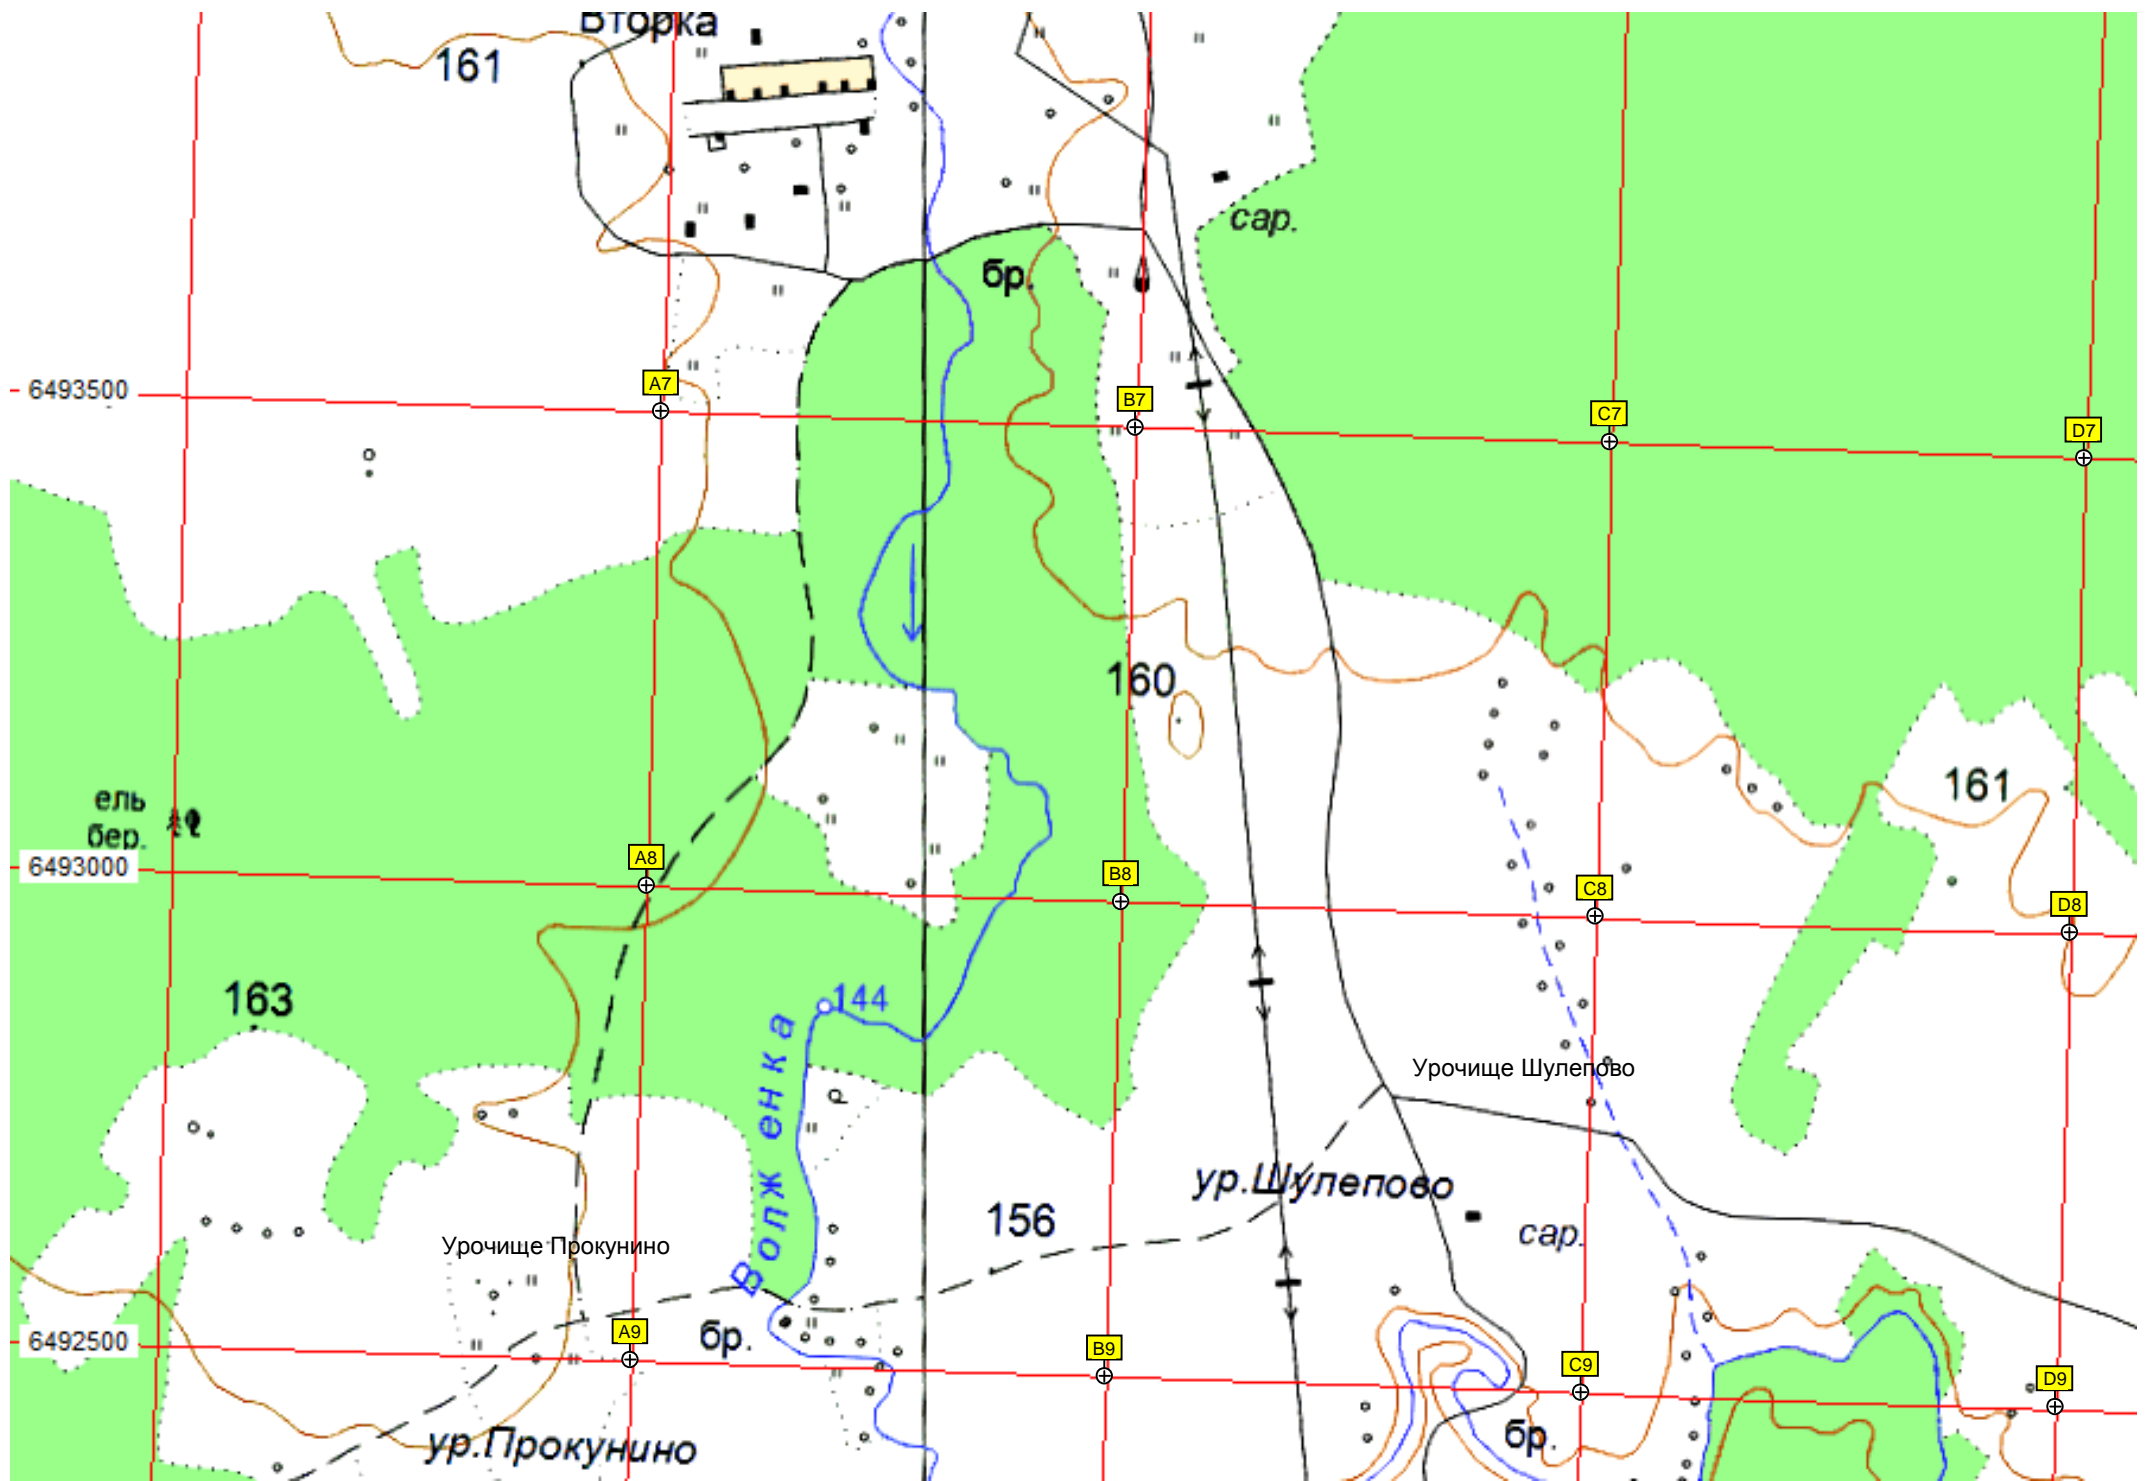 Вторка
161
сар.
бр.
6493500
A7
B7
C7
D7
160
161
ель
бер.
6493000
A8
B8
C8
D8
163
144
Волженка
Урочище Шулепово
ур.Шулепово
156
сар.
Урочище Прокунино
6492500
A9
B9
C9
D9
бр.
бр.
ур.Прокунино